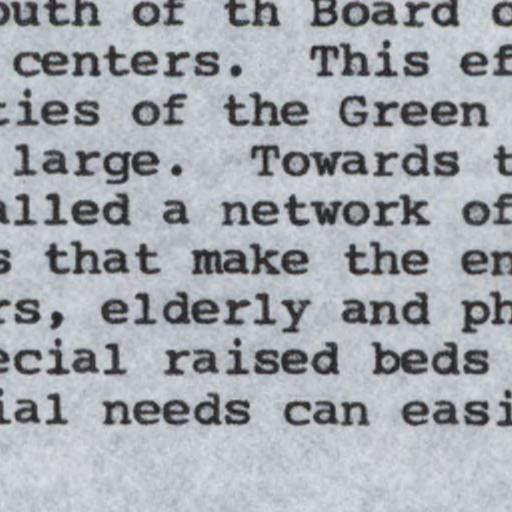 outh of th Board o
centers.  This ef
ties of the Green
large.  Towards t
alled a network of
s that make the en
rs, elderly and ph
ecial raised beds
ial needs can easi